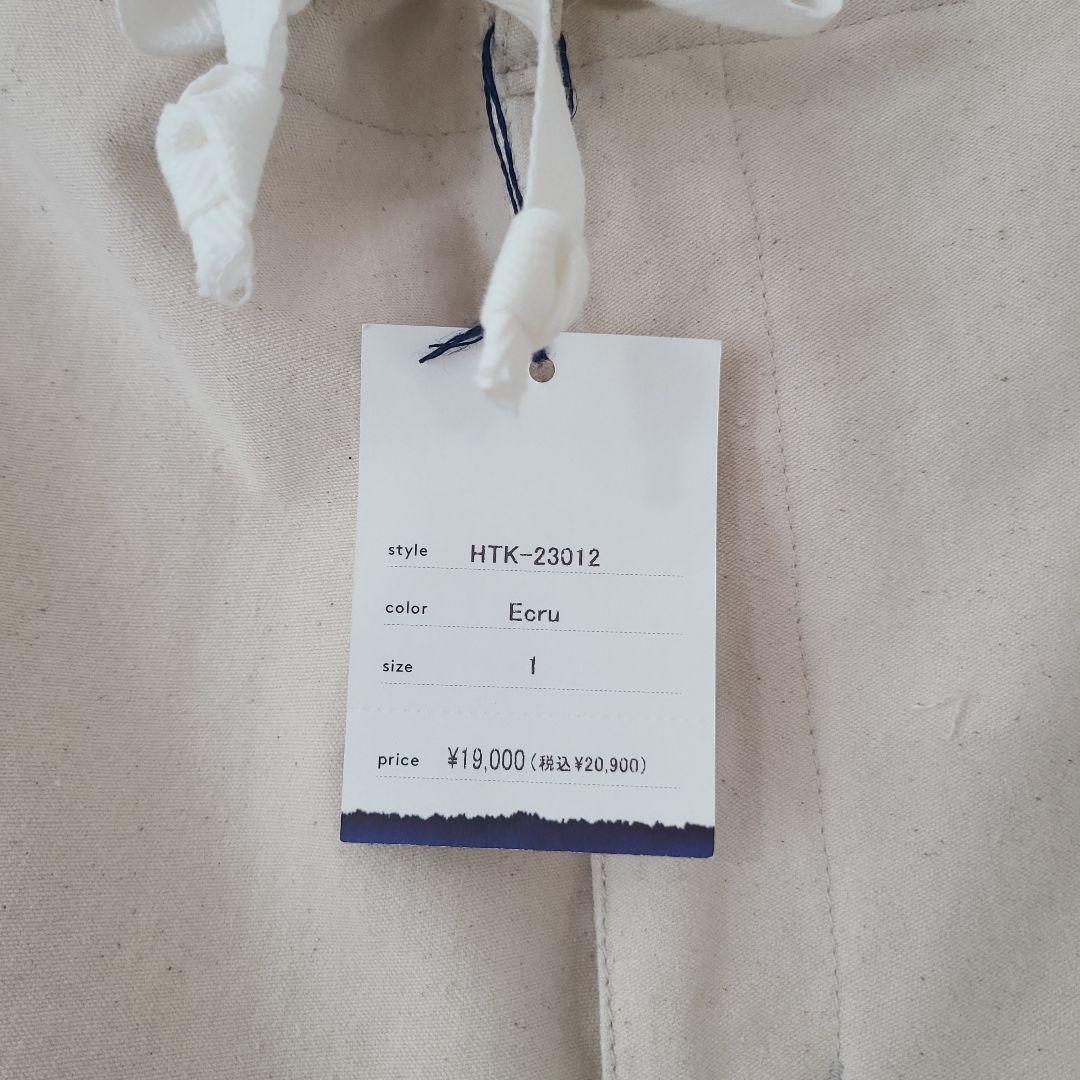 style HTK-23012
color Ecru
size 1
price ¥19,000(税込¥20,900)